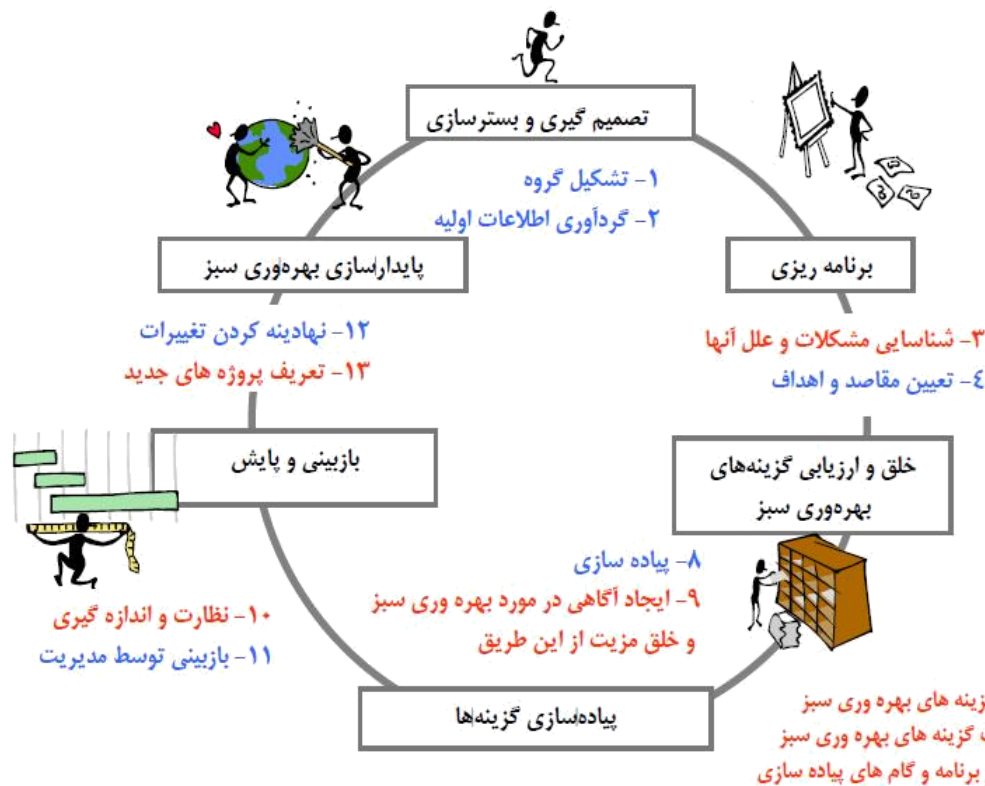 تصمیم گیری و بسترسازی
۱- تشکیل گروه
۲- گردآوری اطلاعات اولیه
برنامه ریزی
۳- شناسایی مشکلات و علل آنها
۴- تعیین مقاصد و اهداف
خلق و ارزیابی گزینه‌های
بهره‌وری سبز
گزینه های بهره وری سبز
گزینه های بهره وری سبز
برنامه و گام های پیاده سازی
پیاده‌سازی گزینه‌ها
۸- پیاده سازی
۹- ایجاد آگاهی در مورد بهره وری سبز
و خلق مزیت از این طریق
بازبینی و پایش
۱۰- نظارت و اندازه گیری
۱۱- بازبینی توسط مدیریت
پایدارسازی بهره‌وری سبز
۱۲- نهادینه کردن تغییرات
۱۳- تعریف پروژه های جدید